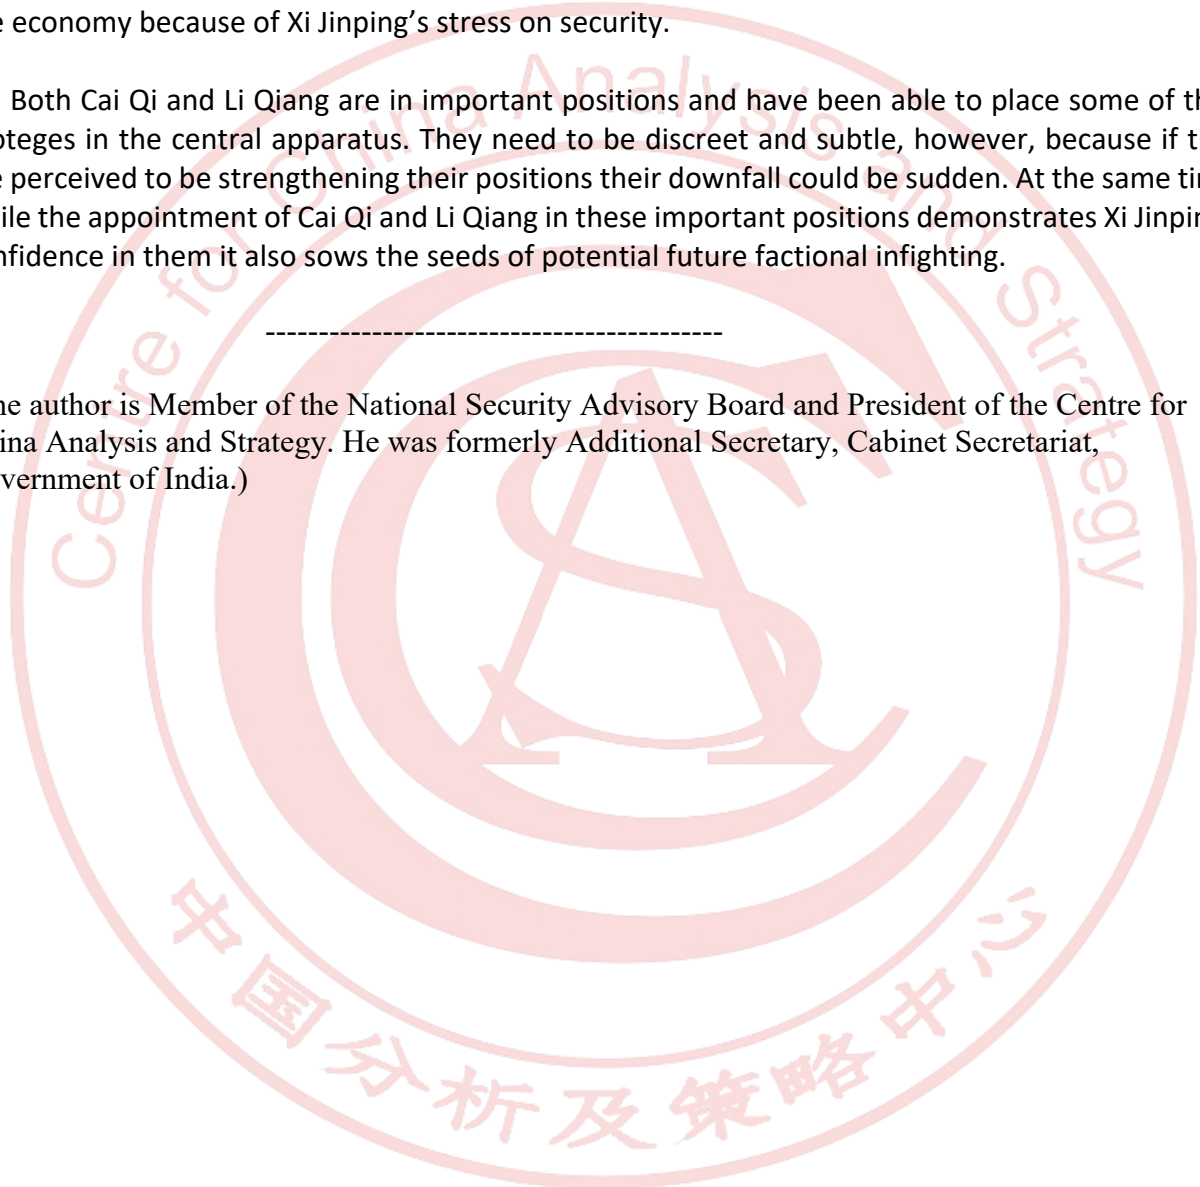 e economy because of Xi Jinping’s stress on security.
Both Cai Qi and Li Qiang are in important positions and have been able to place some of th
oteges in the central apparatus. They need to be discreet and subtle, however, because if t
e perceived to be strengthening their positions their downfall could be sudden. At the same tin
ile the appointment of Cai Qi and Li Qiang in these important positions demonstrates Xi Jinpin
nfidence in them it also sows the seeds of potential future factional infighting.
-------------------------------------------
ne author is Member of the National Security Advisory Board and President of the Centre for
ina Analysis and Strategy. He was formerly Additional Secretary, Cabinet Secretariat,
vernment of India.)
Centre for China Analysis and Strategy
CAS
中国分析及策略中心